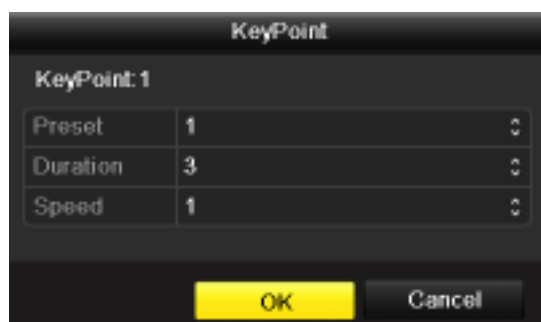 KeyPoint
KeyPoint: 1
Preset 1
Duration 3
Speed 1
OK Cancel